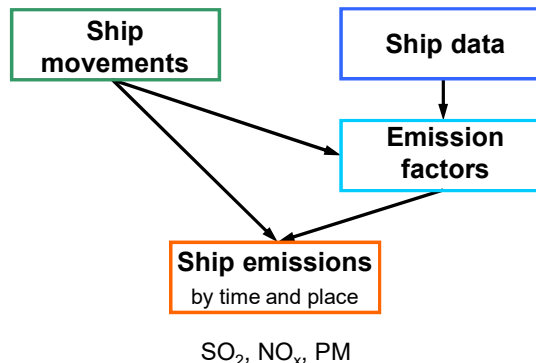 Ship
movements
Ship data
Emission
factors
Ship emissions
by time and place
SO₂, NOₓ, PM